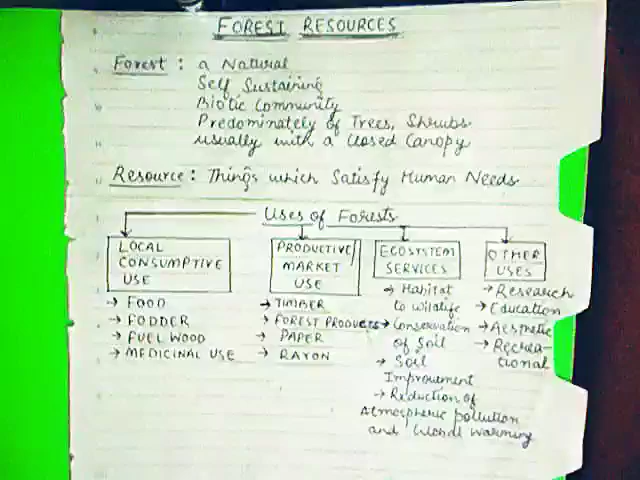 FOREST RESOURCES
Forest : a Natural
Self Sustaining
Biotic Community
Predominately of Trees, Shrubs
usually with a Closed Canopy
Resource : Things which Satisfy Human Needs
Uses of Forests
LOCAL
CONSUMPTIVE
USE
→ FOOD
→ FODDER
→ FUEL WOOD
→ MEDICINAL USE
PRODUCTIVE/
MARKET
USE
→ TIMBER
→ FOREST PRODUCTS
→ PAPER
→ RAYON
ECOSYSTEM
SERVICES
→ Habitat
to wildlife
→ Conservation
of Soil
→ Soil
Improvement
→ Reduction of
Atmospheric pollution
and Global Warming
OTHER
USES
→ Research
→ Education
→ Aesthetic
→ Recrea-
tional